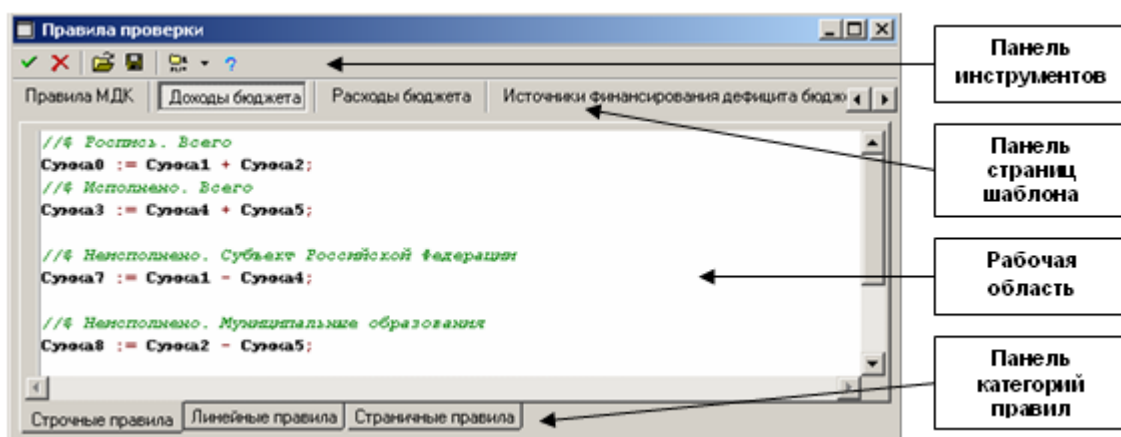 Правила проверки
Правила МДК Доходы бюджета Расходы бюджета Источники финансирования дефицита бюдж
//& Роспись. Всего
Сумма0 := Сумма1 + Сумма2;
//& Исполнено. Всего
Сумма3 := Сумма4 + Сумма5;
//& Неисполнено. Субъект Российской Федерации
Сумма7 := Сумма1 - Сумма4;
//& Неисполнено. Муниципальные образования
Сумма8 := Сумма2 - Сумма5;
Строчные правила Линейные правила Страничные правила
Панель
инструментов
Панель
страниц
шаблона
Рабочая
область
Панель
категорий
правил